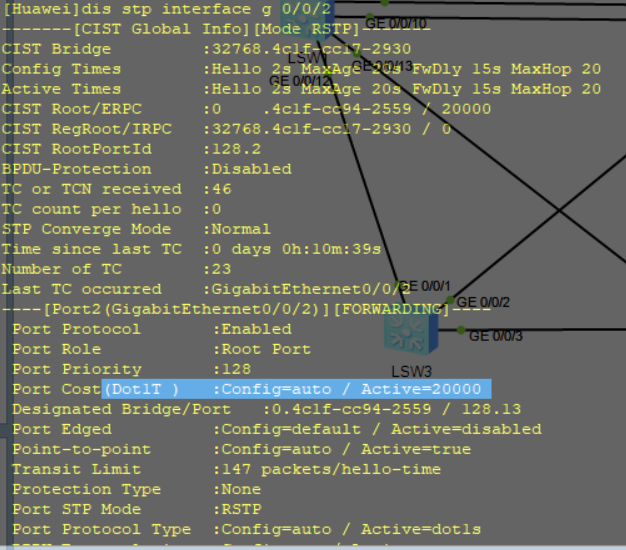 [Huawei]dis stp interface g 0/0/2
-------[CIST Global Info][Mode RSTP]-------
CIST Bridge :32768.4c1f-cc17-2930
Config Times :Hello 2s MaxAge 20s FwDly 15s MaxHop 20
Active Times :Hello 2s MaxAge 20s FwDly 15s MaxHop 20
CIST Root/ERPC :0 .4c1f-cc94-2559 / 20000
CIST RegRoot/IRPC :32768.4c1f-cc17-2930 / 0
CIST RootPortId :128.2
BPDU-Protection :Disabled
TC or TCN received :46
TC count per hello :0
STP Converge Mode :Normal
Time since last TC :0 days 0h:10m:39s
Number of TC :23
Last TC occurred :GigabitEthernet0/0/2
----[Port2(GigabitEthernet0/0/2)][FORWARDING]----
Port Protocol :Enabled
Port Role :Root Port
Port Priority :128
Port Cost(Dot1T ) :Config=auto / Active=20000
Designated Bridge/Port :0.4c1f-cc94-2559 / 128.13
Port Edged :Config=default / Active=disabled
Point-to-point :Config=auto / Active=true
Transit Limit :147 packets/hello-time
Protection Type :None
Port STP Mode :RSTP
Port Protocol Type :Config=auto / Active=dot1s
GE 0/0/10
GE 0/0/13
GE 0/0/12
GE 0/0/1
GE 0/0/2
GE 0/0/3
LSW3